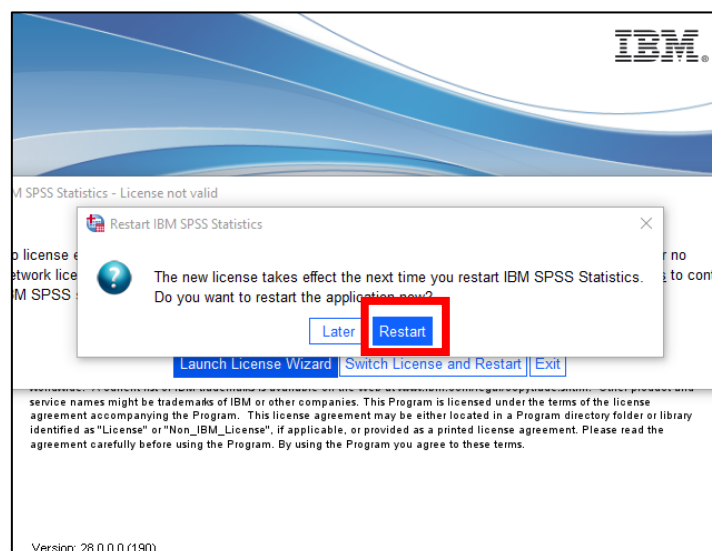 IBM®
M SPSS Statistics - License not valid
Restart IBM SPSS Statistics
o license e
r no
etwork lice
The new license takes effect the next time you restart IBM SPSS Statistics.
s to cont
M SPSS
Do you want to restart the application now?
Later
Restart
Launch License Wizard
Switch License and Restart
Exit
service names might be trademarks of IBM or other companies. This Program is licensed under the terms of the license
agreement accompanying the Program. This license agreement may be either located in a Program directory folder or library
identified as "License" or "Non_IBM_License", if applicable, or provided as a printed license agreement. Please read the
agreement carefully before using the Program. By using the Program you agree to these terms.
Version: 28.0.0.0 (190)